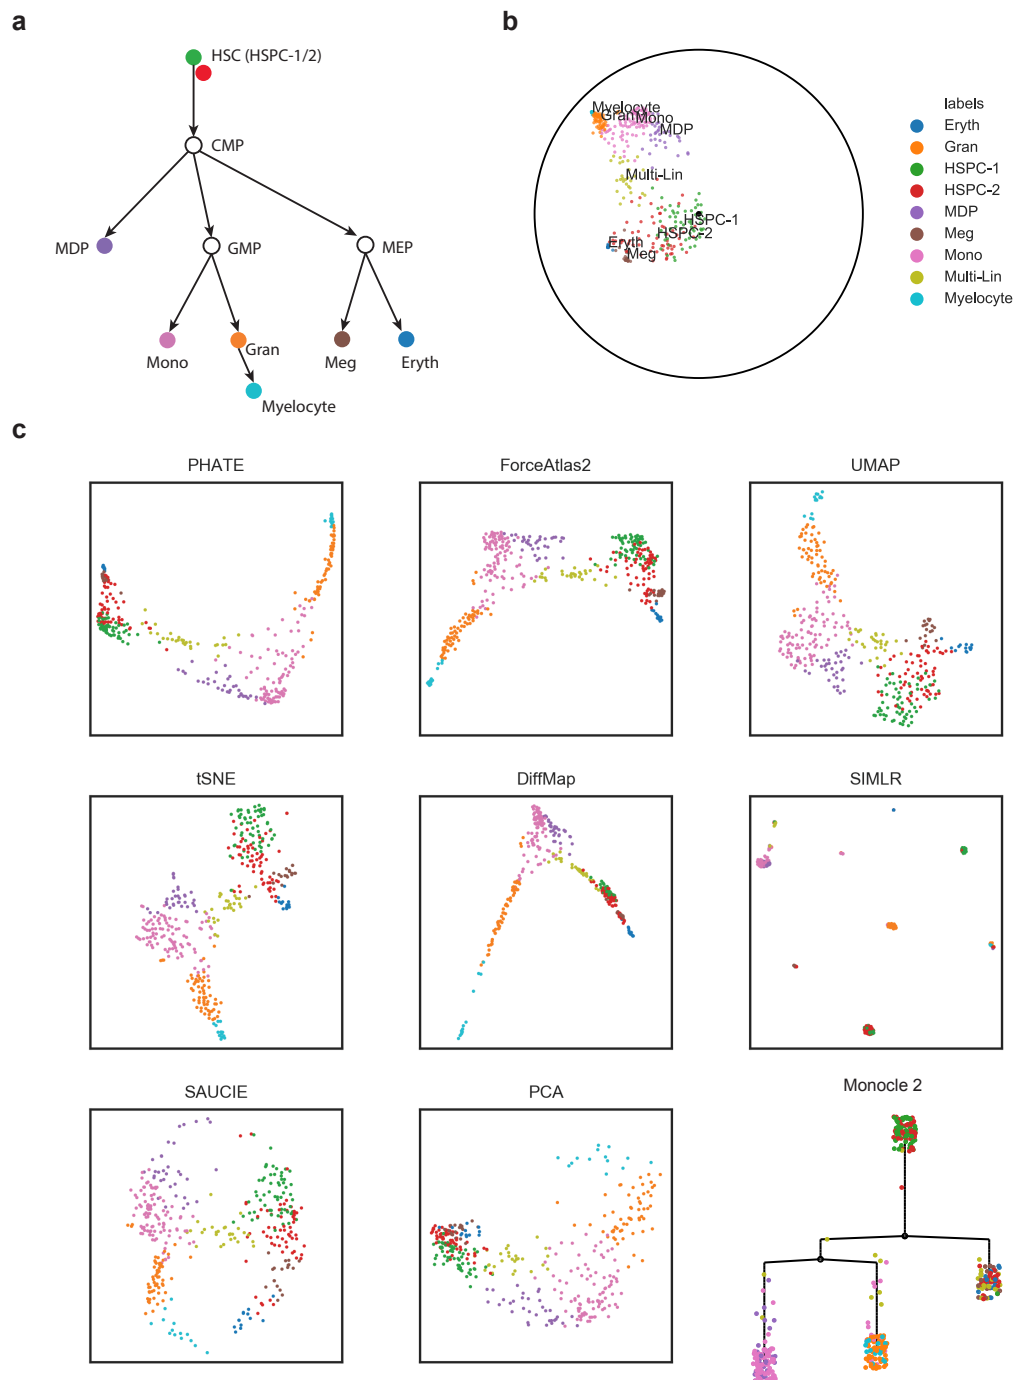 a
HSC (HSPC-1/2)
CMP
MDP
GMP
MEP
Mono
Gran
Meg
Eryth
Myelocyte
b
Myelocyte
Gran
Mono
MDP
Multi-Lin
HSPC-1
HSPC-2
Eryth
Meg
labels
Eryth
Gran
HSPC-1
HSPC-2
MDP
Meg
Mono
Multi-Lin
Myelocyte
c
PHATE
ForceAtlas2
UMAP
tSNE
DiffMap
SIMLR
SAUCIE
PCA
Monocle 2